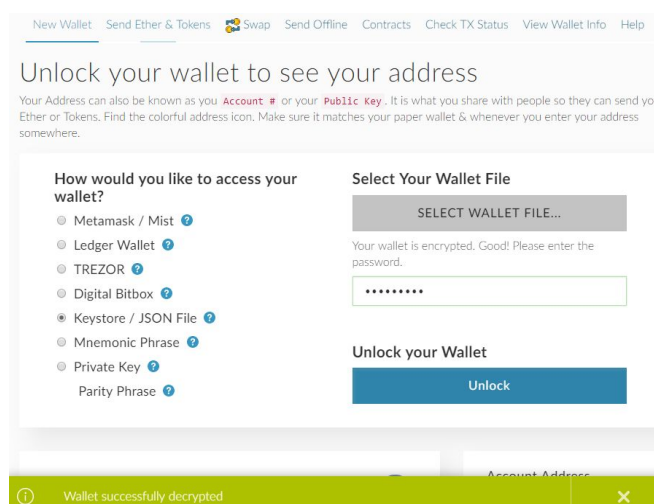 New Wallet Send Ether & Tokens Swap Send Offline Contracts Check TX Status View Wallet Info Help
Unlock your wallet to see your address
Your Address can also be known as you Account # or your Public Key. It is what you share with people so they can send yo
Ether or Tokens. Find the colorful address icon. Make sure it matches your paper wallet & whenever you enter your address
somewhere.
How would you like to access your
wallet?
Metamask / Mist ?
Ledger Wallet ?
TREZOR ?
Digital Bitbox ?
Keystore / JSON File ?
Mnemonic Phrase ?
Private Key ?
Parity Phrase ?
Select Your Wallet File
SELECT WALLET FILE...
Your wallet is encrypted. Good! Please enter the
password.
•••••••••
Unlock your Wallet
Unlock
Account Address
Wallet successfully decrypted